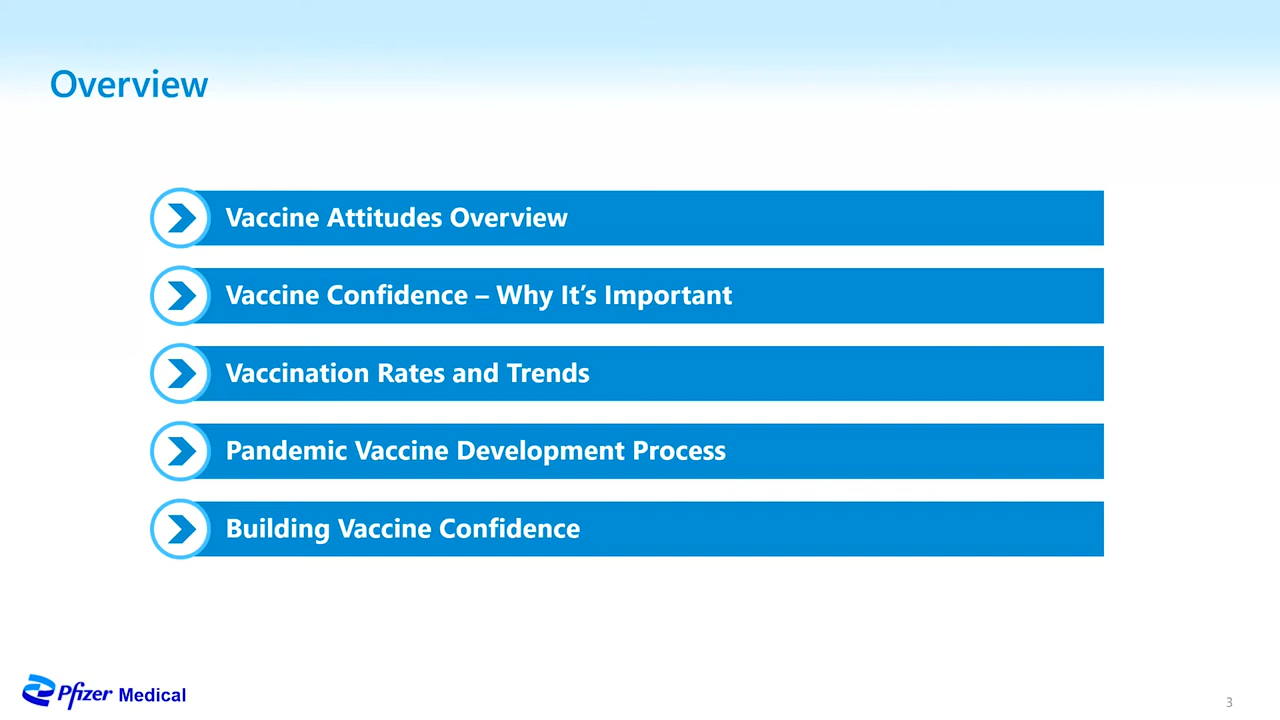 Overview
Vaccine Attitudes Overview
Vaccine Confidence – Why It’s Important
Vaccination Rates and Trends
Pandemic Vaccine Development Process
Building Vaccine Confidence
Pfizer Medical
3